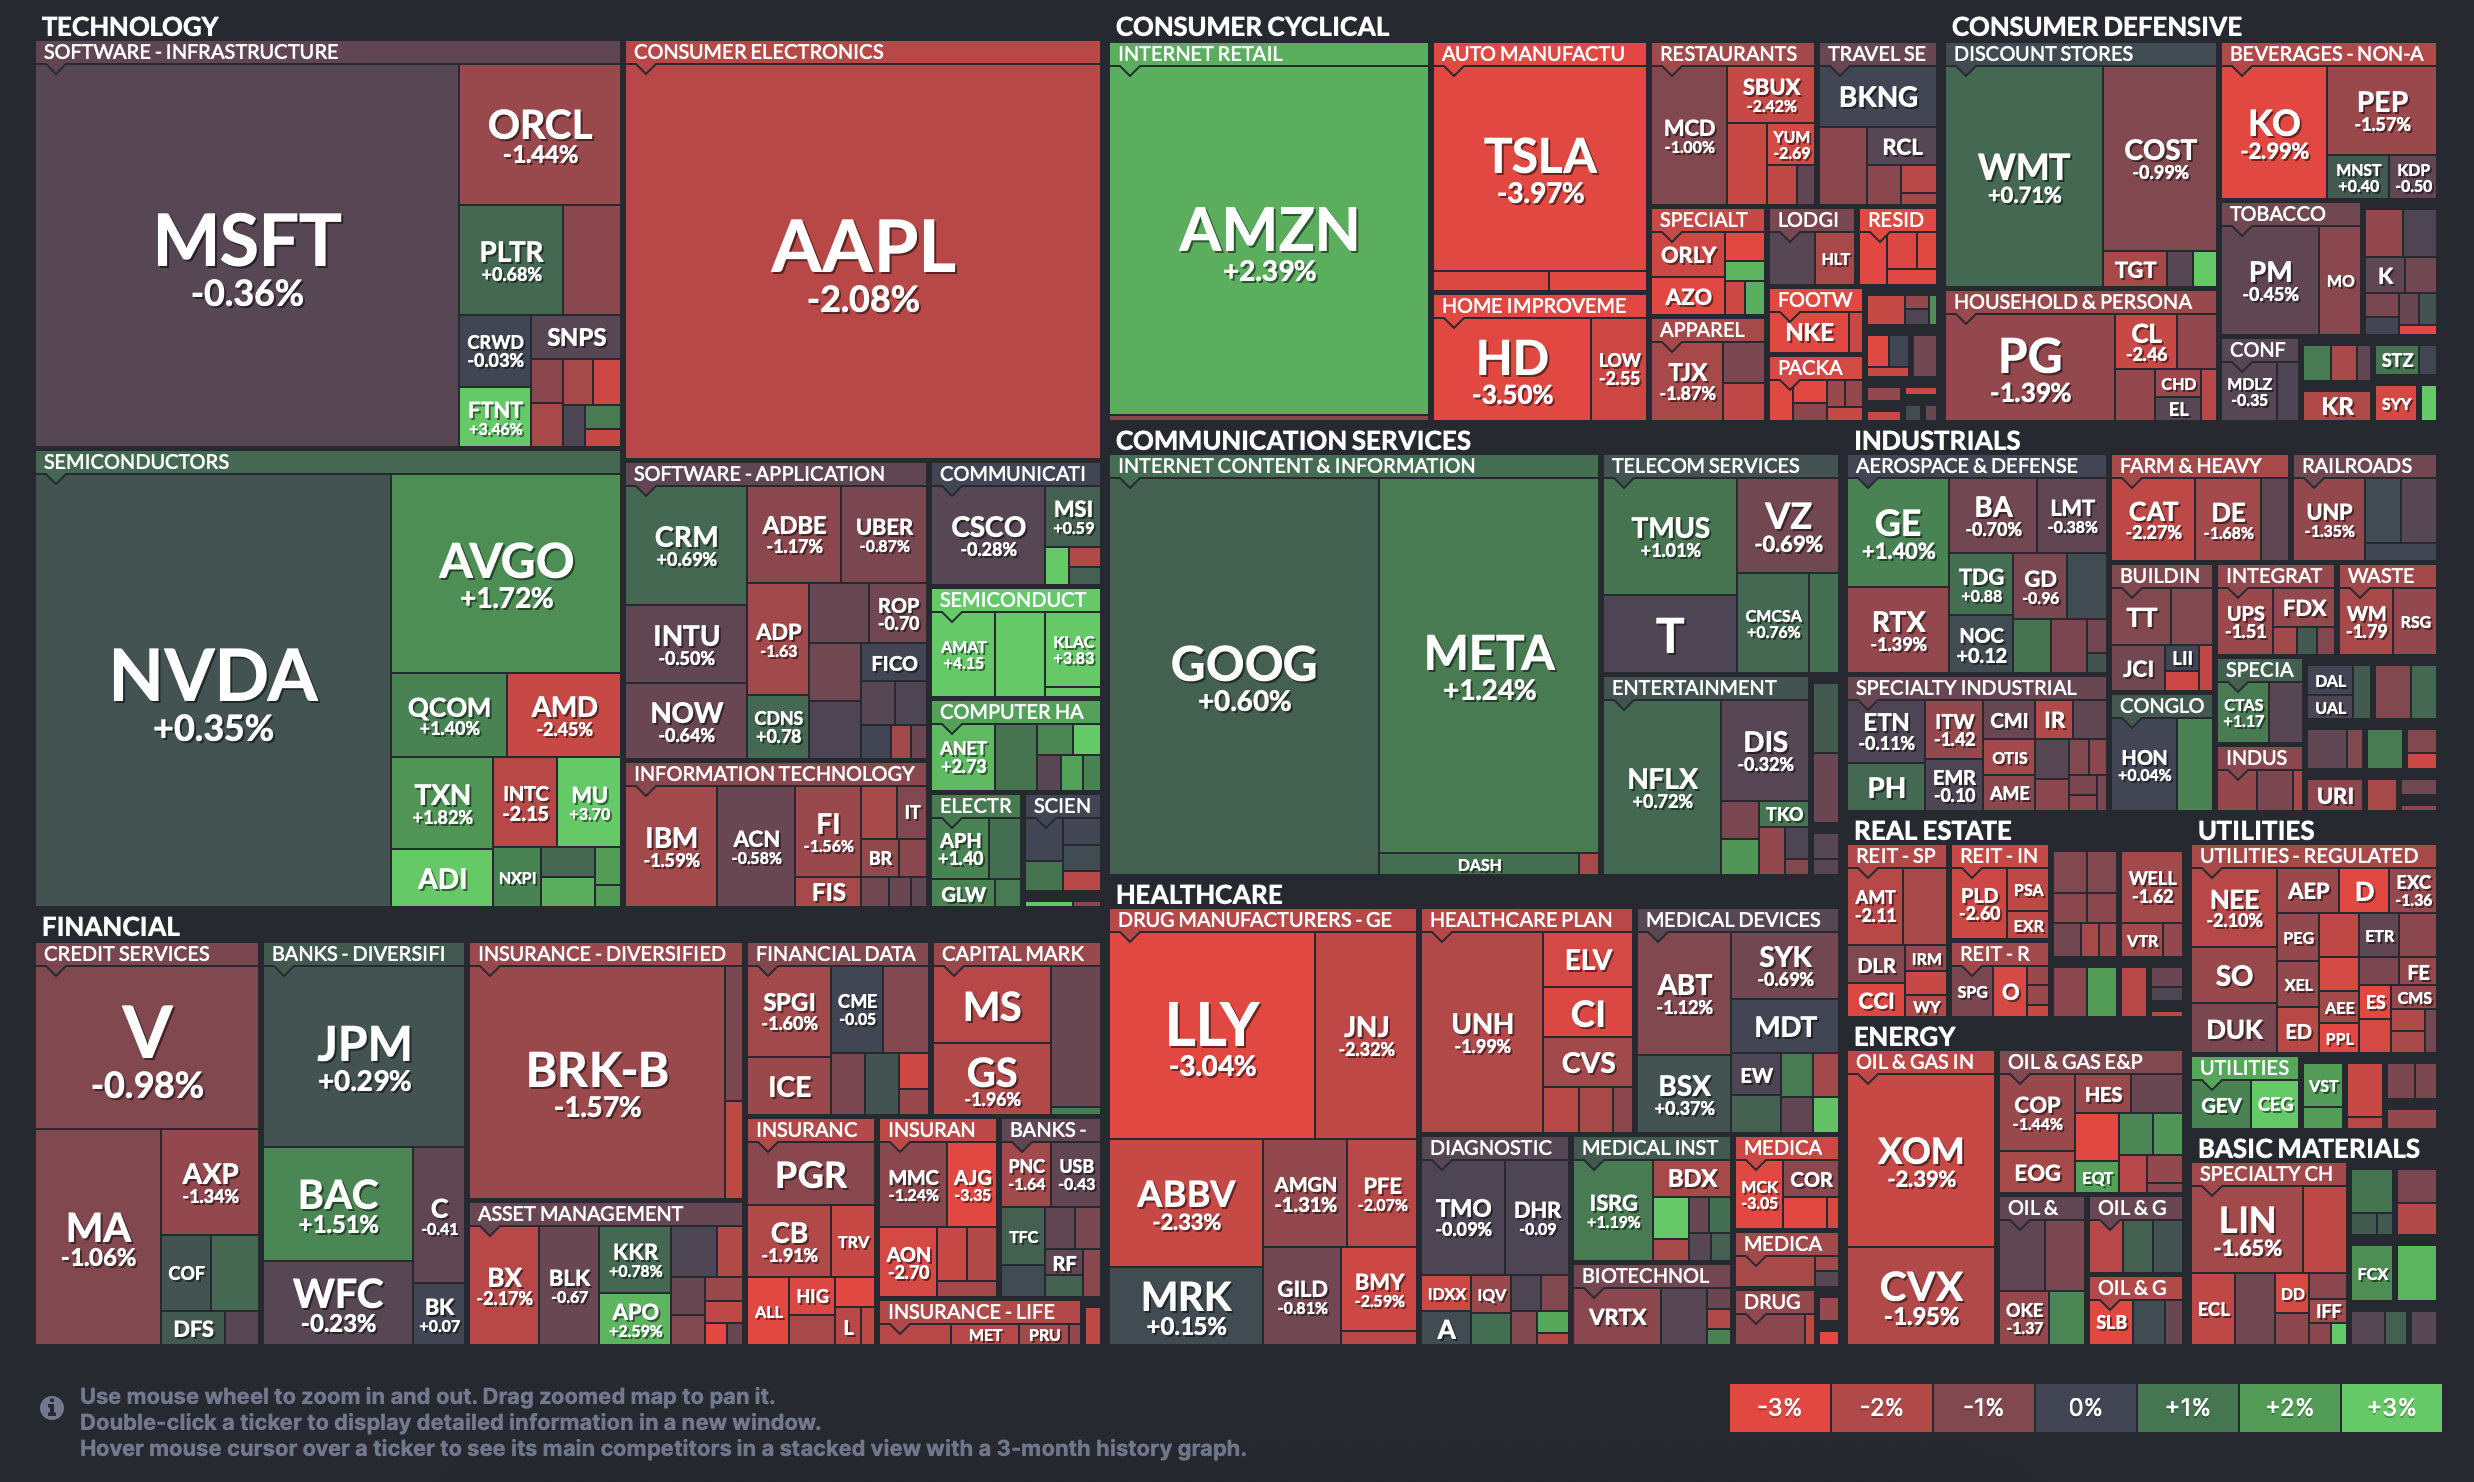 TECHNOLOGY
SOFTWARE - INFRASTRUCTURE
MSFT
-0.36%
ORCL
-1.44%
PLTR
+0.68%
CRWD
-0.03%
SNPS
FTNT
+3.46%
CONSUMER ELECTRONICS
AAPL
-2.08%
SEMICONDUCTORS
NVDA
+0.35%
AVGO
+1.72%
QCOM
+1.40%
AMD
-2.45%
TXN
+1.82%
INTC
-2.15
MU
+3.70
ADI
NXPI
SOFTWARE - APPLICATION
CRM
+0.69%
ADBE
-1.17%
UBER
-0.87%
INTU
-0.50%
ADP
-1.63
ROP
-0.70
FICO
NOW
-0.64%
CDNS
+0.78
COMMUNICATI
CSCO
-0.28%
MSI
+0.59
SEMICONDUCT
AMAT
+4.15
KLAC
+3.83
COMPUTER HA
ANET
+2.73
INFORMATION TECHNOLOGY
IBM
-1.59%
ACN
-0.58%
FI
-1.56%
IT
BR
FIS
ELECTR
APH
+1.40
GLW
SCIEN
FINANCIAL
CREDIT SERVICES
V
-0.98%
MA
-1.06%
AXP
-1.34%
COF
DFS
BANKS - DIVERSIFI
JPM
+0.29%
BAC
+1.51%
C
-0.41
WFC
-0.23%
BK
+0.07
INSURANCE - DIVERSIFIED
BRK-B
-1.57%
ASSET MANAGEMENT
BX
-2.17%
BLK
-0.67
KKR
+0.78%
APO
+2.59%
FINANCIAL DATA
SPGI
-1.60%
CME
-0.05
ICE
CAPITAL MARK
MS
GS
-1.96%
INSURANC
PGR
CB
-1.91%
TRV
ALL
HIG
L
INSURAN
MMC
-1.24%
AJG
-3.35
AON
-2.70
BANKS -
PNC
-1.64
USB
-0.43
TFC
RF
INSURANCE - LIFE
MET
PRU
CONSUMER CYCLICAL
INTERNET RETAIL
AMZN
+2.39%
AUTO MANUFACTU
TSLA
-3.97%
HOME IMPROVEME
HD
-3.50%
LOW
-2.55
RESTAURANTS
MCD
-1.00%
SBUX
-2.42%
YUM
-2.69
TRAVEL SE
BKNG
RCL
SPECIALT
ORLY
AZO
LODGI
HLT
RESID
APPAREL
TJX
-1.87%
FOOTW
NKE
PACKA
CONSUMER DEFENSIVE
DISCOUNT STORES
WMT
+0.71%
COST
-0.99%
TGT
BEVERAGES - NON-A
KO
-2.99%
PEP
-1.57%
MNST
+0.40
KDP
-0.50
TOBACCO
PM
-0.45%
MO
K
HOUSEHOLD & PERSONA
PG
-1.39%
CL
-2.46
CHD
EL
CONF
MDLZ
-0.35
STZ
KR
SYY
COMMUNICATION SERVICES
INTERNET CONTENT & INFORMATION
GOOG
+0.60%
META
+1.24%
DASH
TELECOM SERVICES
TMUS
+1.01%
VZ
-0.69%
T
CMCSA
+0.76%
ENTERTAINMENT
NFLX
+0.72%
DIS
-0.32%
TKO
INDUSTRIALS
AEROSPACE & DEFENSE
GE
+1.40%
BA
-0.70%
LMT
-0.38%
RTX
-1.39%
TDG
+0.88
GD
-0.96
NOC
+0.12
FARM & HEAVY
CAT
-2.27%
DE
-1.68%
RAILROADS
UNP
-1.35%
BUILDIN
TT
JCI
LII
INTEGRAT
UPS
-1.51
FDX
WASTE
WM
-1.79
RSG
SPECIALTY INDUSTRIAL
ETN
-0.11%
ITW
-1.42
CMI
IR
OTIS
PH
EMR
-0.10
AME
CONGLO
HON
+0.04%
SPECIA
CTAS
+1.17
DAL
UAL
INDUS
URI
HEALTHCARE
DRUG MANUFACTURERS - GE
LLY
-3.04%
JNJ
-2.32%
ABBV
-2.33%
AMGN
-1.31%
PFE
-2.07%
MRK
+0.15%
GILD
-0.81%
BMY
-2.59%
HEALTHCARE PLAN
UNH
-1.99%
ELV
CI
CVS
MEDICAL DEVICES
ABT
-1.12%
SYK
-0.69%
MDT
BSX
+0.37%
EW
DIAGNOSTIC
TMO
-0.09%
DHR
-0.09
IDXX
IQV
A
MEDICAL INST
ISRG
+1.19%
BDX
MEDICA
MCK
-3.05
COR
MEDICA
BIOTECHNOL
VRTX
DRUG
REAL ESTATE
REIT - SP
AMT
-2.11
DLR
IRM
CCI
WY
REIT - IN
PLD
-2.60
PSA
EXR
REIT - R
SPG
O
WELL
-1.62
VTR
UTILITIES
UTILITIES - REGULATED
NEE
-2.10%
AEP
D
EXC
-1.36
PEG
ETR
SO
XEL
FE
AEE
ES
CMS
DUK
ED
PPL
UTILITIES
GEV
CEG
VST
ENERGY
OIL & GAS IN
XOM
-2.39%
CVX
-1.95%
OIL & GAS E&P
COP
-1.44%
HES
EOG
EQT
OIL &
OKE
-1.37
OIL & G
OIL & G
SLB
BASIC MATERIALS
SPECIALTY CH
LIN
-1.65%
ECL
DD
IFF
FCX
Use mouse wheel to zoom in and out. Drag zoomed map to pan it.
Double-click a ticker to display detailed information in a new window.
Hover mouse cursor over a ticker to see its main competitors in a stacked view with a 3-month history graph.
-3% -2% -1% 0% +1% +2% +3%